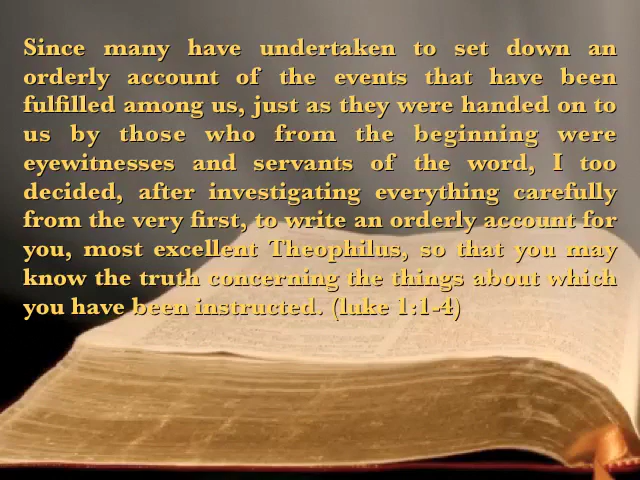 Since many have undertaken to set down an
orderly account of the events that have been
fulfilled among us, just as they were handed on to
us by those who from the beginning were
eyewitnesses and servants of the word, I too
decided, after investigating everything carefully
from the very first, to write an orderly account for
you, most excellent Theophilus, so that you may
know the truth concerning the things about which
you have been instructed. (luke 1:1-4)